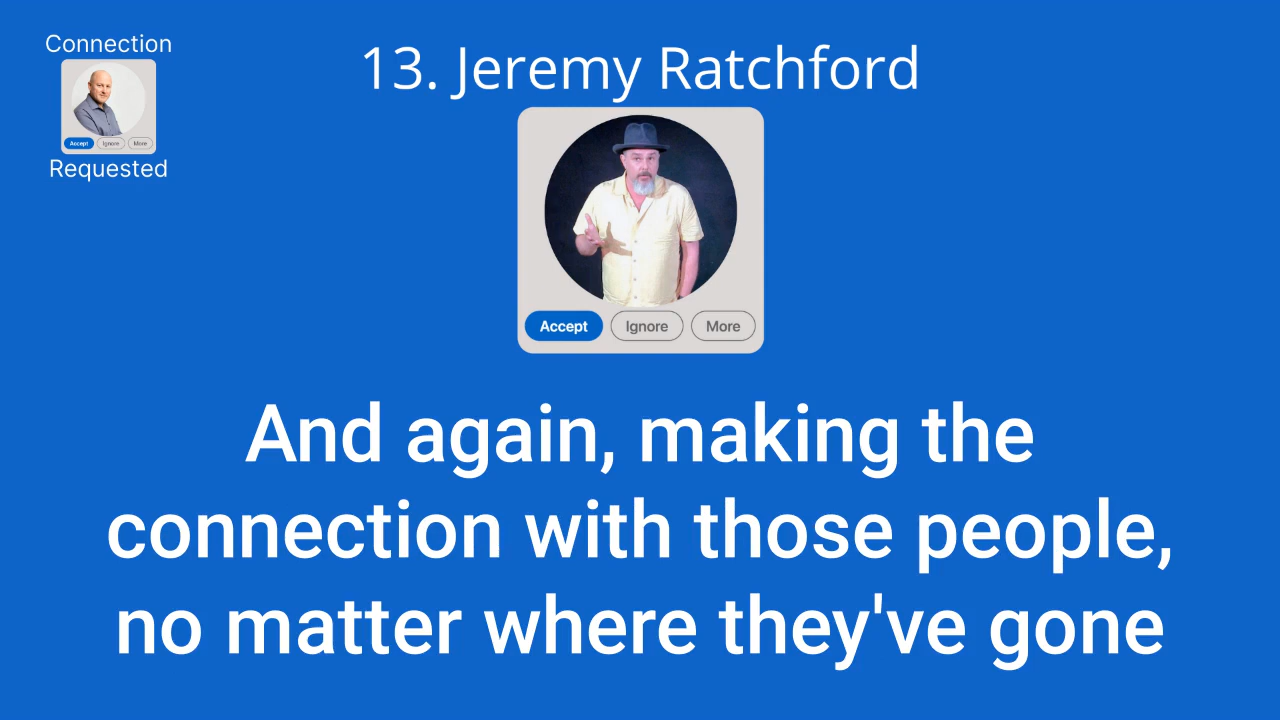 Connection
Accept Ignore More
Requested
13. Jeremy Ratchford
Accept Ignore More
And again, making the
connection with those people,
no matter where they've gone